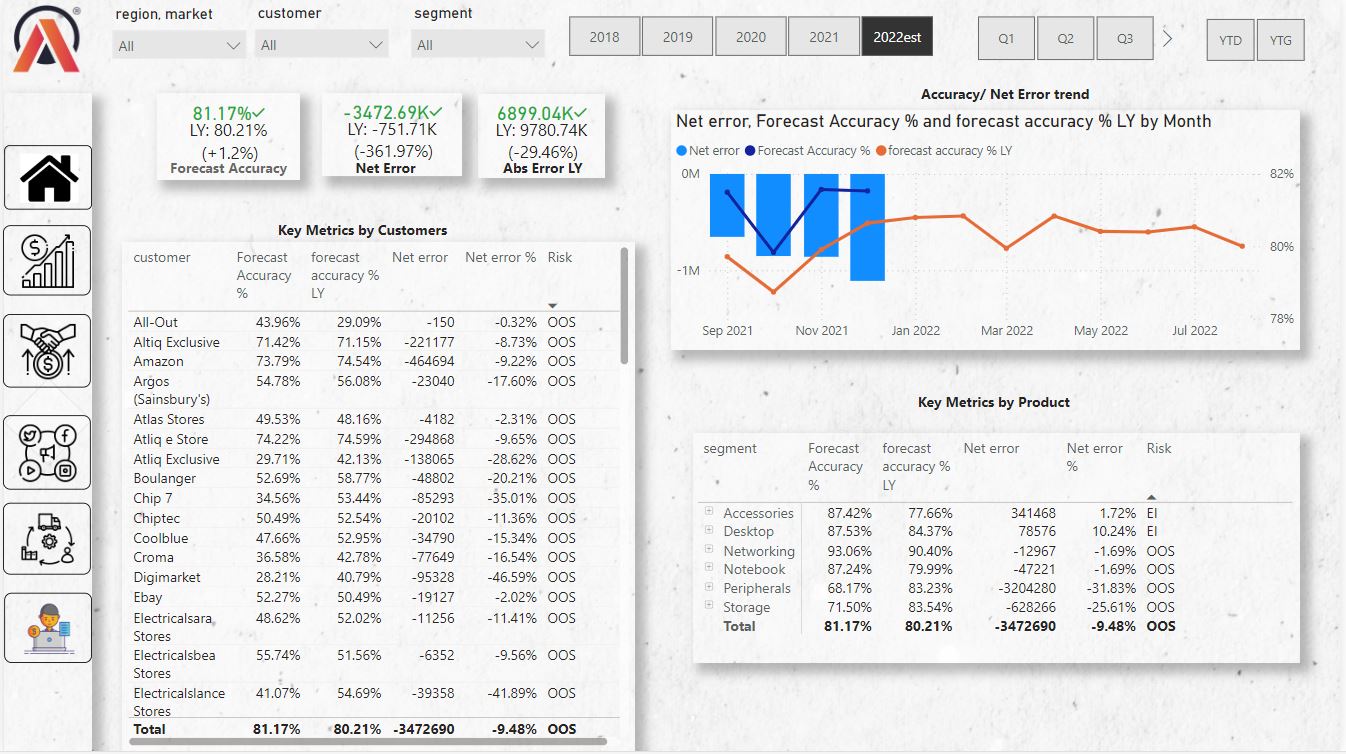 region, market
customer
segment
All
All
All
2018
2019
2020
2021
2022est
Q1
Q2
Q3
YTD
YTG
81.17%✓
LY: 80.21%
(+1.2%)
Forecast Accuracy
-3472.69K✓
LY: -751.71K
(-361.97%)
Net Error
6899.04K✓
LY: 9780.74K
(-29.46%)
Abs Error LY
Accuracy/ Net Error trend
Net error, Forecast Accuracy % and forecast accuracy % LY by Month
Net error Forecast Accuracy % forecast accuracy % LY
0M
-1M
82%
80%
78%
Sep 2021 Nov 2021 Jan 2022 Mar 2022 May 2022 Jul 2022
Key Metrics by Customers
customer Forecast forecast Net error Net error % Risk
Accuracy accuracy %
% LY
All-Out 43.96% 29.09% -150 -0.32% OOS
Altiq Exclusive 71.42% 71.15% -221177 -8.73% OOS
Amazon 73.79% 74.54% -464694 -9.22% OOS
Argos 54.78% 56.08% -23040 -17.60% OOS
(Sainsbury's)
Atlas Stores 49.53% 48.16% -4182 -2.31% OOS
Atliq e Store 74.22% 74.59% -294868 -9.65% OOS
Atliq Exclusive 29.71% 42.13% -138065 -28.62% OOS
Boulanger 52.69% 58.77% -48802 -20.21% OOS
Chip 7 34.56% 53.44% -85293 -35.01% OOS
Chiptec 50.49% 52.54% -20102 -11.36% OOS
Coolblue 47.66% 52.95% -34790 -15.34% OOS
Croma 36.58% 42.78% -77649 -16.54% OOS
Digimarket 28.21% 40.79% -95328 -46.59% OOS
Ebay 52.27% 50.49% -19127 -2.02% OOS
Electricalsara 48.62% 52.02% -11256 -11.41% OOS
Stores
Electricalsbea 55.74% 51.56% -6352 -9.56% OOS
Stores
Electricalslance 41.07% 54.69% -39358 -41.89% OOS
Stores
Total 81.17% 80.21% -3472690 -9.48% OOS
Key Metrics by Product
segment Forecast forecast Net error Net error Risk
Accuracy accuracy % %
% LY
Accessories 87.42% 77.66% 341468 1.72% EI
Desktop 87.53% 84.37% 78576 10.24% EI
Networking 93.06% 90.40% -12967 -1.69% OOS
Notebook 87.24% 79.99% -47221 -1.69% OOS
Peripherals 68.17% 83.23% -3204280 -31.83% OOS
Storage 71.50% 83.54% -628266 -25.61% OOS
Total 81.17% 80.21% -3472690 -9.48% OOS